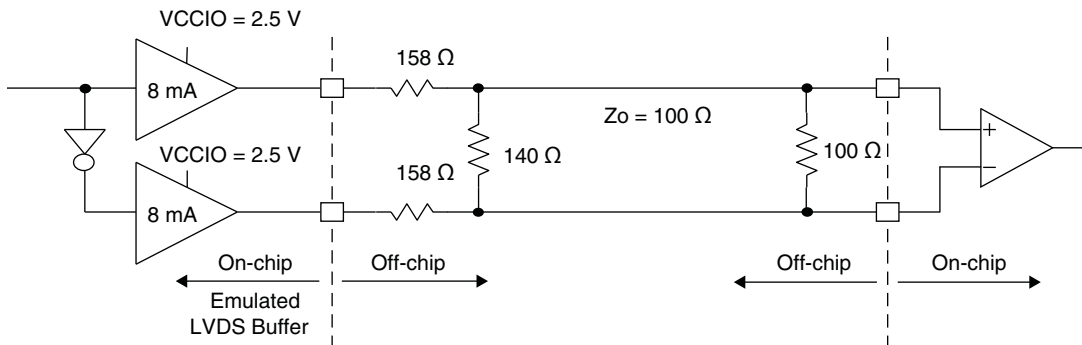 VCCIO = 2.5 V
8 mA
158 Ω
Zo = 100 Ω
+
−
VCCIO = 2.5 V
8 mA
158 Ω
140 Ω
100 Ω
On-chip
Off-chip
Off-chip
On-chip
Emulated
LVDS Buffer